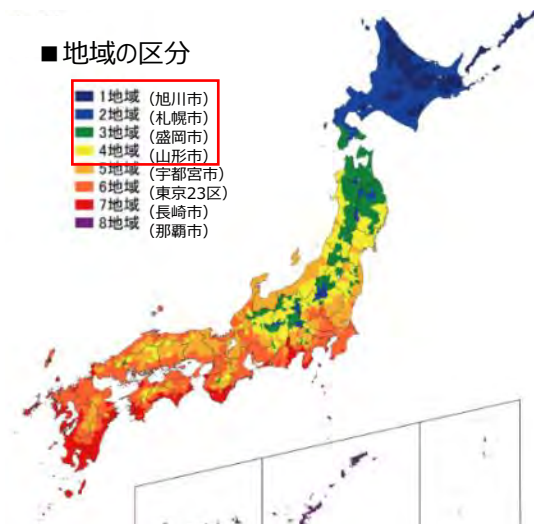 ■地域の区分
1地域 (旭川市)
2地域 (札幌市)
3地域 (盛岡市)
4地域 (山形市)
5地域 (宇都宮市)
6地域 (東京23区)
7地域 (長崎市)
8地域 (那覇市)